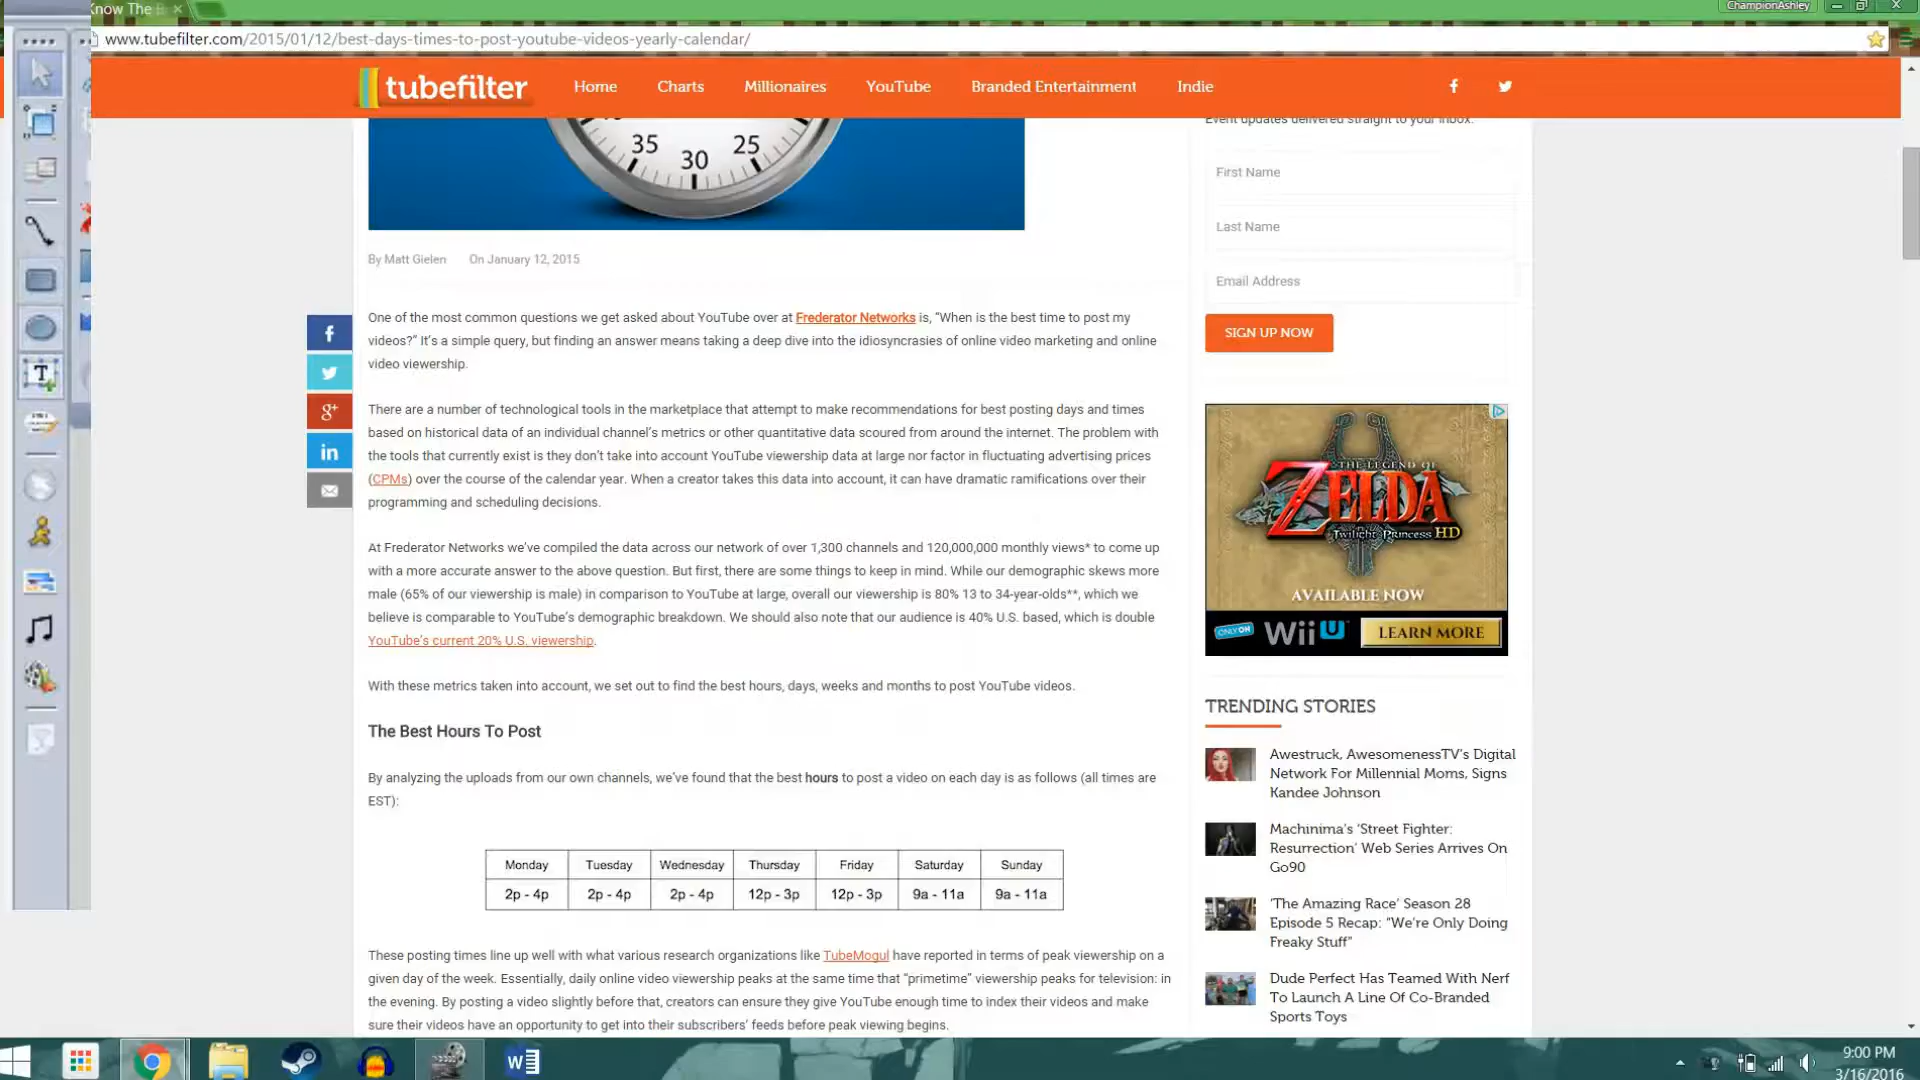 Know The B
ChampionAshley
www.tubefilter.com/2015/01/12/best-days-times-to-post-youtube-videos-yearly-calendar/
tubefilter
Home Charts Millionaires YouTube Branded Entertainment Indie
35 30 25
Event updates delivered straight to your inbox.
First Name
Last Name
Email Address
SIGN UP NOW
By Matt Gielen On January 12, 2015
One of the most common questions we get asked about YouTube over at Frederator Networks is, “When is the best time to post my
videos?” It’s a simple query, but finding an answer means taking a deep dive into the idiosyncrasies of online video marketing and online
video viewership.
There are a number of technological tools in the marketplace that attempt to make recommendations for best posting days and times
based on historical data of an individual channel’s metrics or other quantitative data scoured from around the internet. The problem with
the tools that currently exist is they don’t take into account YouTube viewership data at large nor factor in fluctuating advertising prices
(CPMs) over the course of the calendar year. When a creator takes this data into account, it can have dramatic ramifications over their
programming and scheduling decisions.
At Frederator Networks we’ve compiled the data across our network of over 1,300 channels and 120,000,000 monthly views* to come up
with a more accurate answer to the above question. But first, there are some things to keep in mind. While our demographic skews more
male (65% of our viewership is male) in comparison to YouTube at large, overall our viewership is 80% 13 to 34-year-olds**, which we
believe is comparable to YouTube’s demographic breakdown. We should also note that our audience is 40% U.S. based, which is double
YouTube’s current 20% U.S. viewership.
With these metrics taken into account, we set out to find the best hours, days, weeks and months to post YouTube videos.
The Best Hours To Post
By analyzing the uploads from our own channels, we’ve found that the best hours to post a video on each day is as follows (all times are
EST):
Monday Tuesday Wednesday Thursday Friday Saturday Sunday
2p - 4p 2p - 4p 2p - 4p 12p - 3p 12p - 3p 9a - 11a 9a - 11a
These posting times line up well with what various research organizations like TubeMogul have reported in terms of peak viewership on a
given day of the week. Essentially, daily online video viewership peaks at the same time that “primetime” viewership peaks for television: in
the evening. By posting a video slightly before that, creators can ensure they give YouTube enough time to index their videos and make
sure their videos have an opportunity to get into their subscribers’ feeds before peak viewing begins.
THE LEGEND OF
ZELDA
Twilight Princess HD
AVAILABLE NOW
ONLY ON Wii U LEARN MORE
TRENDING STORIES
Awestruck, AwesomenessTV’s Digital
Network For Millennial Moms, Signs
Kandee Johnson
Machinima’s ‘Street Fighter:
Resurrection’ Web Series Arrives On
Go90
‘The Amazing Race’ Season 28
Episode 5 Recap: “We’re Only Doing
Freaky Stuff”
Dude Perfect Has Teamed With Nerf
To Launch A Line Of Co-Branded
Sports Toys
9:00 PM
3/16/2016